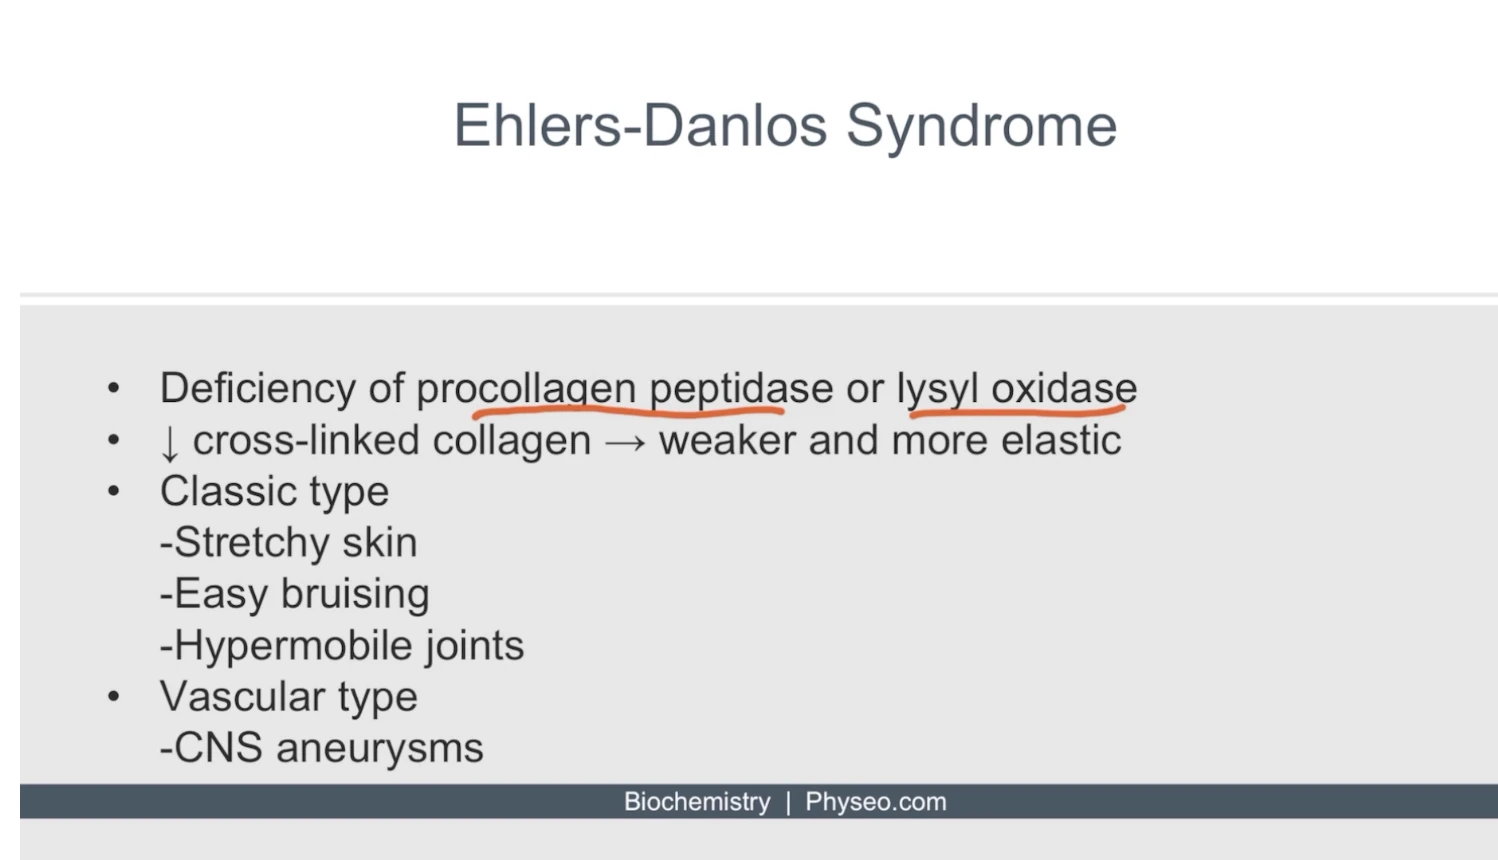 Ehlers-Danlos Syndrome
• Deficiency of procollagen peptidase or lysyl oxidase
• ↓ cross-linked collagen → weaker and more elastic
• Classic type
-Stretchy skin
-Easy bruising
-Hypermobile joints
• Vascular type
-CNS aneurysms
Biochemistry | Physeo.com